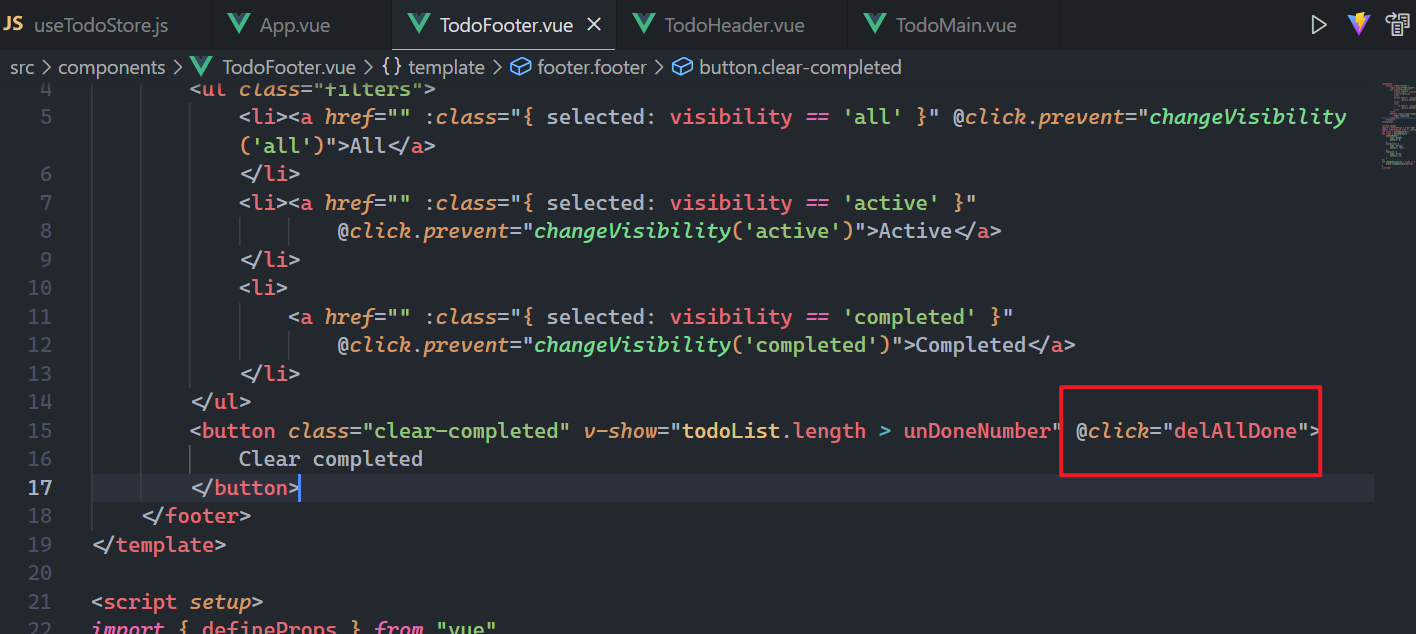 JS useTodoStore.js App.vue TodoFooter.vue TodoHeader.vue TodoMain.vue
src > components > TodoFooter.vue > {} template > footer.footer > button.clear-completed
4 <ul class="filters">
5 <li><a href="" :class="{ selected: visibility == 'all' }" @click.prevent="changeVisibility
('all')">All</a>
6 </li>
7 <li><a href="" :class="{ selected: visibility == 'active' }"
8 @click.prevent="changeVisibility('active')">Active</a>
9 </li>
10 <li>
11 <a href="" :class="{ selected: visibility == 'completed' }"
12 @click.prevent="changeVisibility('completed')">Completed</a>
13 </li>
14 </ul>
15 <button class="clear-completed" v-show="todoList.length > unDoneNumber" @click="delAllDone">
16 Clear completed
17 </button>
18 </footer>
19 </template>
20
21 <script setup>
22 import { defineProps } from "vue"